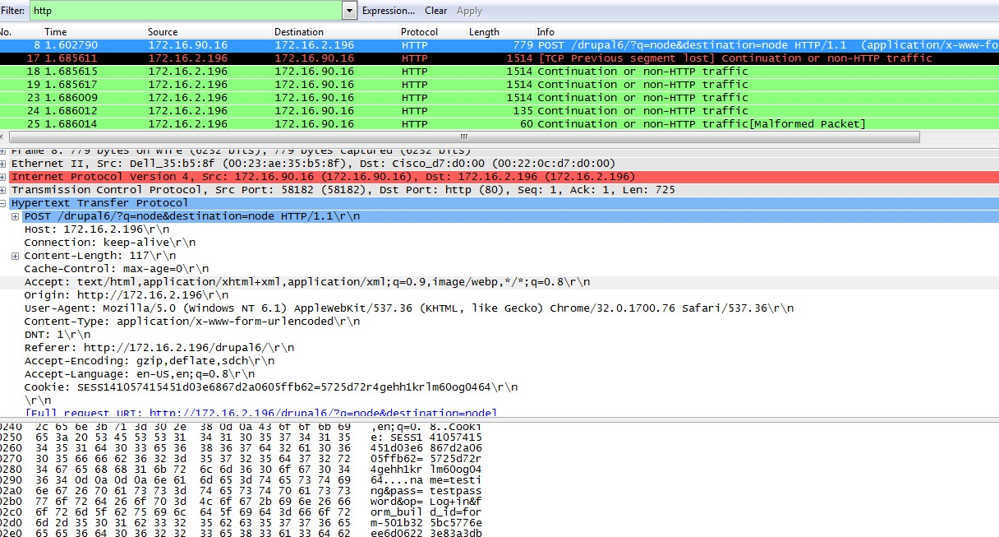 Filter: http Expression... Clear Apply
No. Time Source Destination Protocol Length Info
8 1.602790 172.16.90.16 172.16.2.196 HTTP 779 POST /drupal6/?q=node&destination=node HTTP/1.1 (application/x-www-fo
17 1.685611 172.16.2.196 172.16.90.16 HTTP 1514 [TCP Previous segment lost] Continuation or non-HTTP traffic
18 1.685615 172.16.2.196 172.16.90.16 HTTP 1514 Continuation or non-HTTP traffic
19 1.685617 172.16.2.196 172.16.90.16 HTTP 1514 Continuation or non-HTTP traffic
23 1.686009 172.16.2.196 172.16.90.16 HTTP 1514 Continuation or non-HTTP traffic
24 1.686012 172.16.2.196 172.16.90.16 HTTP 135 Continuation or non-HTTP traffic
25 1.686014 172.16.2.196 172.16.90.16 HTTP 60 Continuation or non-HTTP traffic[Malformed Packet]
Frame 8: 779 bytes on wire (6232 bits), 779 bytes captured (6232 bits)
Ethernet II, Src: Dell_35:b5:8f (00:23:ae:35:b5:8f), Dst: Cisco_d7:d0:00 (00:22:0c:d7:d0:00)
Internet Protocol Version 4, Src: 172.16.90.16 (172.16.90.16), Dst: 172.16.2.196 (172.16.2.196)
Transmission Control Protocol, Src Port: 58182 (58182), Dst Port: http (80), Seq: 1, Ack: 1, Len: 725
Hypertext Transfer Protocol
POST /drupal6/?q=node&destination=node HTTP/1.1\r\n
Host: 172.16.2.196\r\n
Connection: keep-alive\r\n
Content-Length: 117\r\n
Cache-Control: max-age=0\r\n
Accept: text/html,application/xhtml+xml,application/xml;q=0.9,image/webp,*/*;q=0.8\r\n
Origin: http://172.16.2.196\r\n
User-Agent: Mozilla/5.0 (Windows NT 6.1) AppleWebKit/537.36 (KHTML, like Gecko) Chrome/32.0.1700.76 Safari/537.36\r\n
Content-Type: application/x-www-form-urlencoded\r\n
DNT: 1\r\n
Referer: http://172.16.2.196/drupal6/\r\n
Accept-Encoding: gzip,deflate,sdch\r\n
Accept-Language: en-US,en;q=0.8\r\n
Cookie: SESS141057415451d03e6867d2a0605ffb62=5725d72r4gehh1krlm60og0464\r\n
\r\n
[Full request URI: http://172.16.2.196/drupal6/?q=node&destination=node]
0240 2c 65 6e 3b 71 3d 30 2e 38 0d 0a 43 6f 6f 6b 69 ,en;q=0. 8..Cooki
0250 65 3a 20 53 45 53 53 31 34 31 30 35 37 34 31 35 e: SESS1 41057415
0260 34 35 31 64 30 33 65 36 38 36 37 64 32 61 30 36 451d03e6 867d2a06
0270 30 35 66 66 62 36 32 3d 35 37 32 35 64 37 32 72 05ffb62= 5725d72r
0280 34 67 65 68 68 31 6b 72 6c 6d 36 30 6f 67 30 34 4gehh1kr lm60og04
0290 36 34 0d 0a 0d 0a 6e 61 6d 65 3d 74 65 73 74 69 64....na me=testi
02a0 6e 67 26 70 61 73 73 3d 74 65 73 74 70 61 73 73 ng&pass= testpass
02b0 77 6f 72 64 26 6f 70 3d 4c 6f 67 2b 69 6e 26 66 word&op= Log+in&f
02c0 6f 72 6d 5f 62 75 69 6c 64 5f 69 64 3d 66 6f 72 orm_buil d_id=for
02d0 6d 2d 35 30 31 62 33 32 35 62 63 35 37 37 36 65 m-501b32 5bc5776e
02e0 65 65 36 64 30 36 32 32 33 65 38 33 61 33 64 62 ee6d0622 3e83a3db